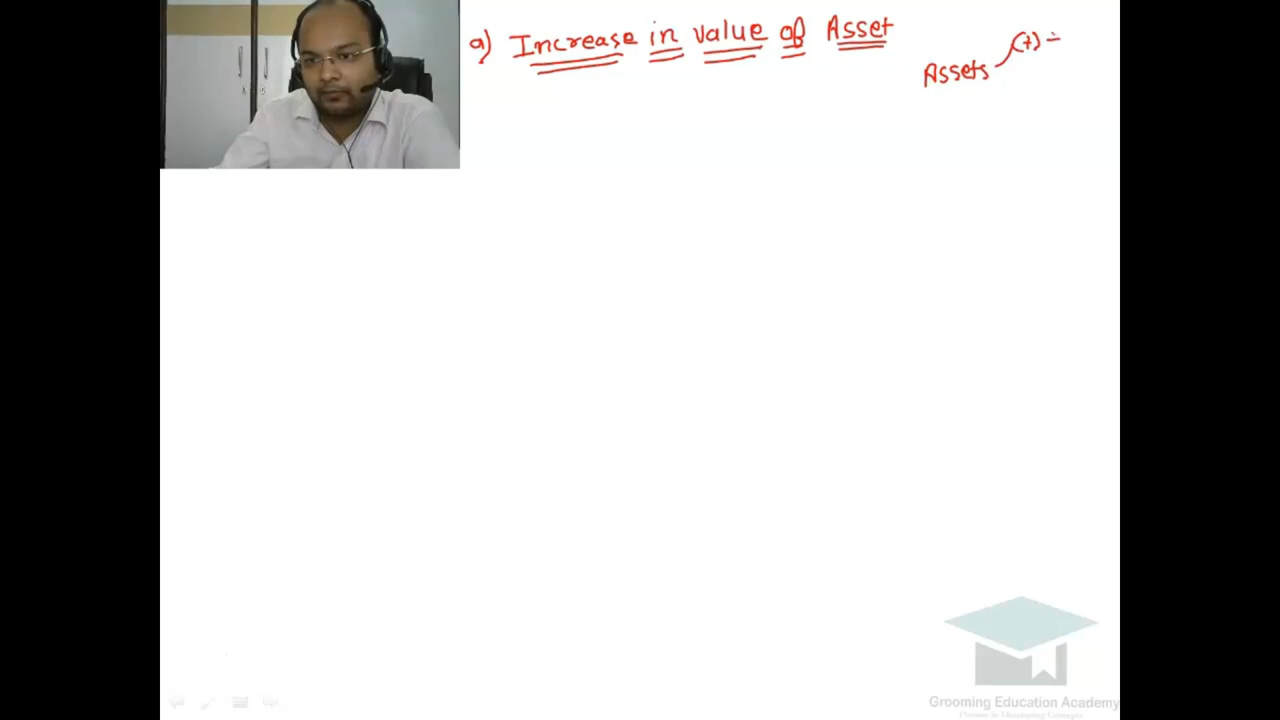 a) Increase in value of Asset
(+) =
Assets
Grooming Education Academy